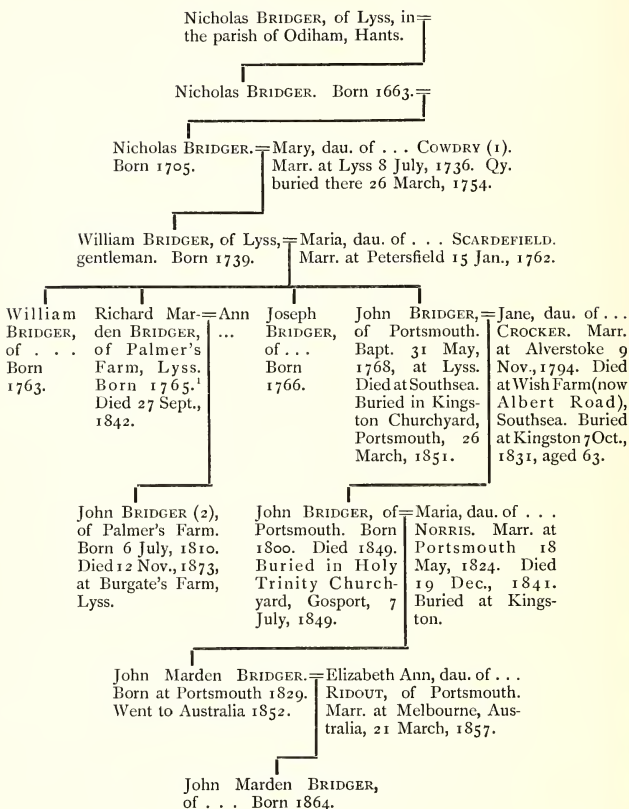 Nicholas BRIDGER, of Lyss, in=
the parish of Odiham, Hants.
Nicholas BRIDGER. Born 1663.=
Nicholas BRIDGER.=
Born 1705.
Mary, dau. of . . . COWDRY (1).
Marr. at Lyss 8 July, 1736. Qy.
buried there 26 March, 1754.
William BRIDGER, of Lyss,=
gentleman. Born 1739.
Maria, dau. of . . . SCARDEFIELD.
Marr. at Petersfield 15 Jan., 1762.
William
BRIDGER,
of . . .
Born
1763.
Richard Mar-=
den BRIDGER,
of Palmer's
Farm, Lyss.
Born 1765.¹
Died 27 Sept.,
1842.
Ann
...
Joseph
BRIDGER,
of . . .
Born
1766.
John BRIDGER,=
of Portsmouth.
Bapt. 31 May,
1768, at Lyss.
Died at Southsea.
Buried in Kings-
ton Churchyard,
Portsmouth, 26
March, 1851.
Jane, dau. of . . .
CROCKER. Marr.
at Alverstoke 9
Nov., 1794. Died
at Wish Farm (now
Albert Road),
Southsea. Buried
at Kingston 7 Oct.,
1831, aged 63.
John BRIDGER (2),
of Palmer's Farm.
Born 6 July, 1810.
Died 12 Nov., 1873,
at Burgate's Farm,
Lyss.
John BRIDGER, of=
Portsmouth. Born
1800. Died 1849.
Buried in Holy
Trinity Church-
yard, Gosport, 7
July, 1849.
Maria, dau. of . . .
NORRIS. Marr. at
Portsmouth 18
May, 1824. Died
19 Dec., 1841.
Buried at Kings-
ton.
John Marden BRIDGER.=
Born at Portsmouth 1829.
Went to Australia 1852.
Elizabeth Ann, dau. of . . .
RIDOUT, of Portsmouth.
Marr. at Melbourne, Aus-
tralia, 21 March, 1857.
John Marden BRIDGER,
of . . . Born 1864.